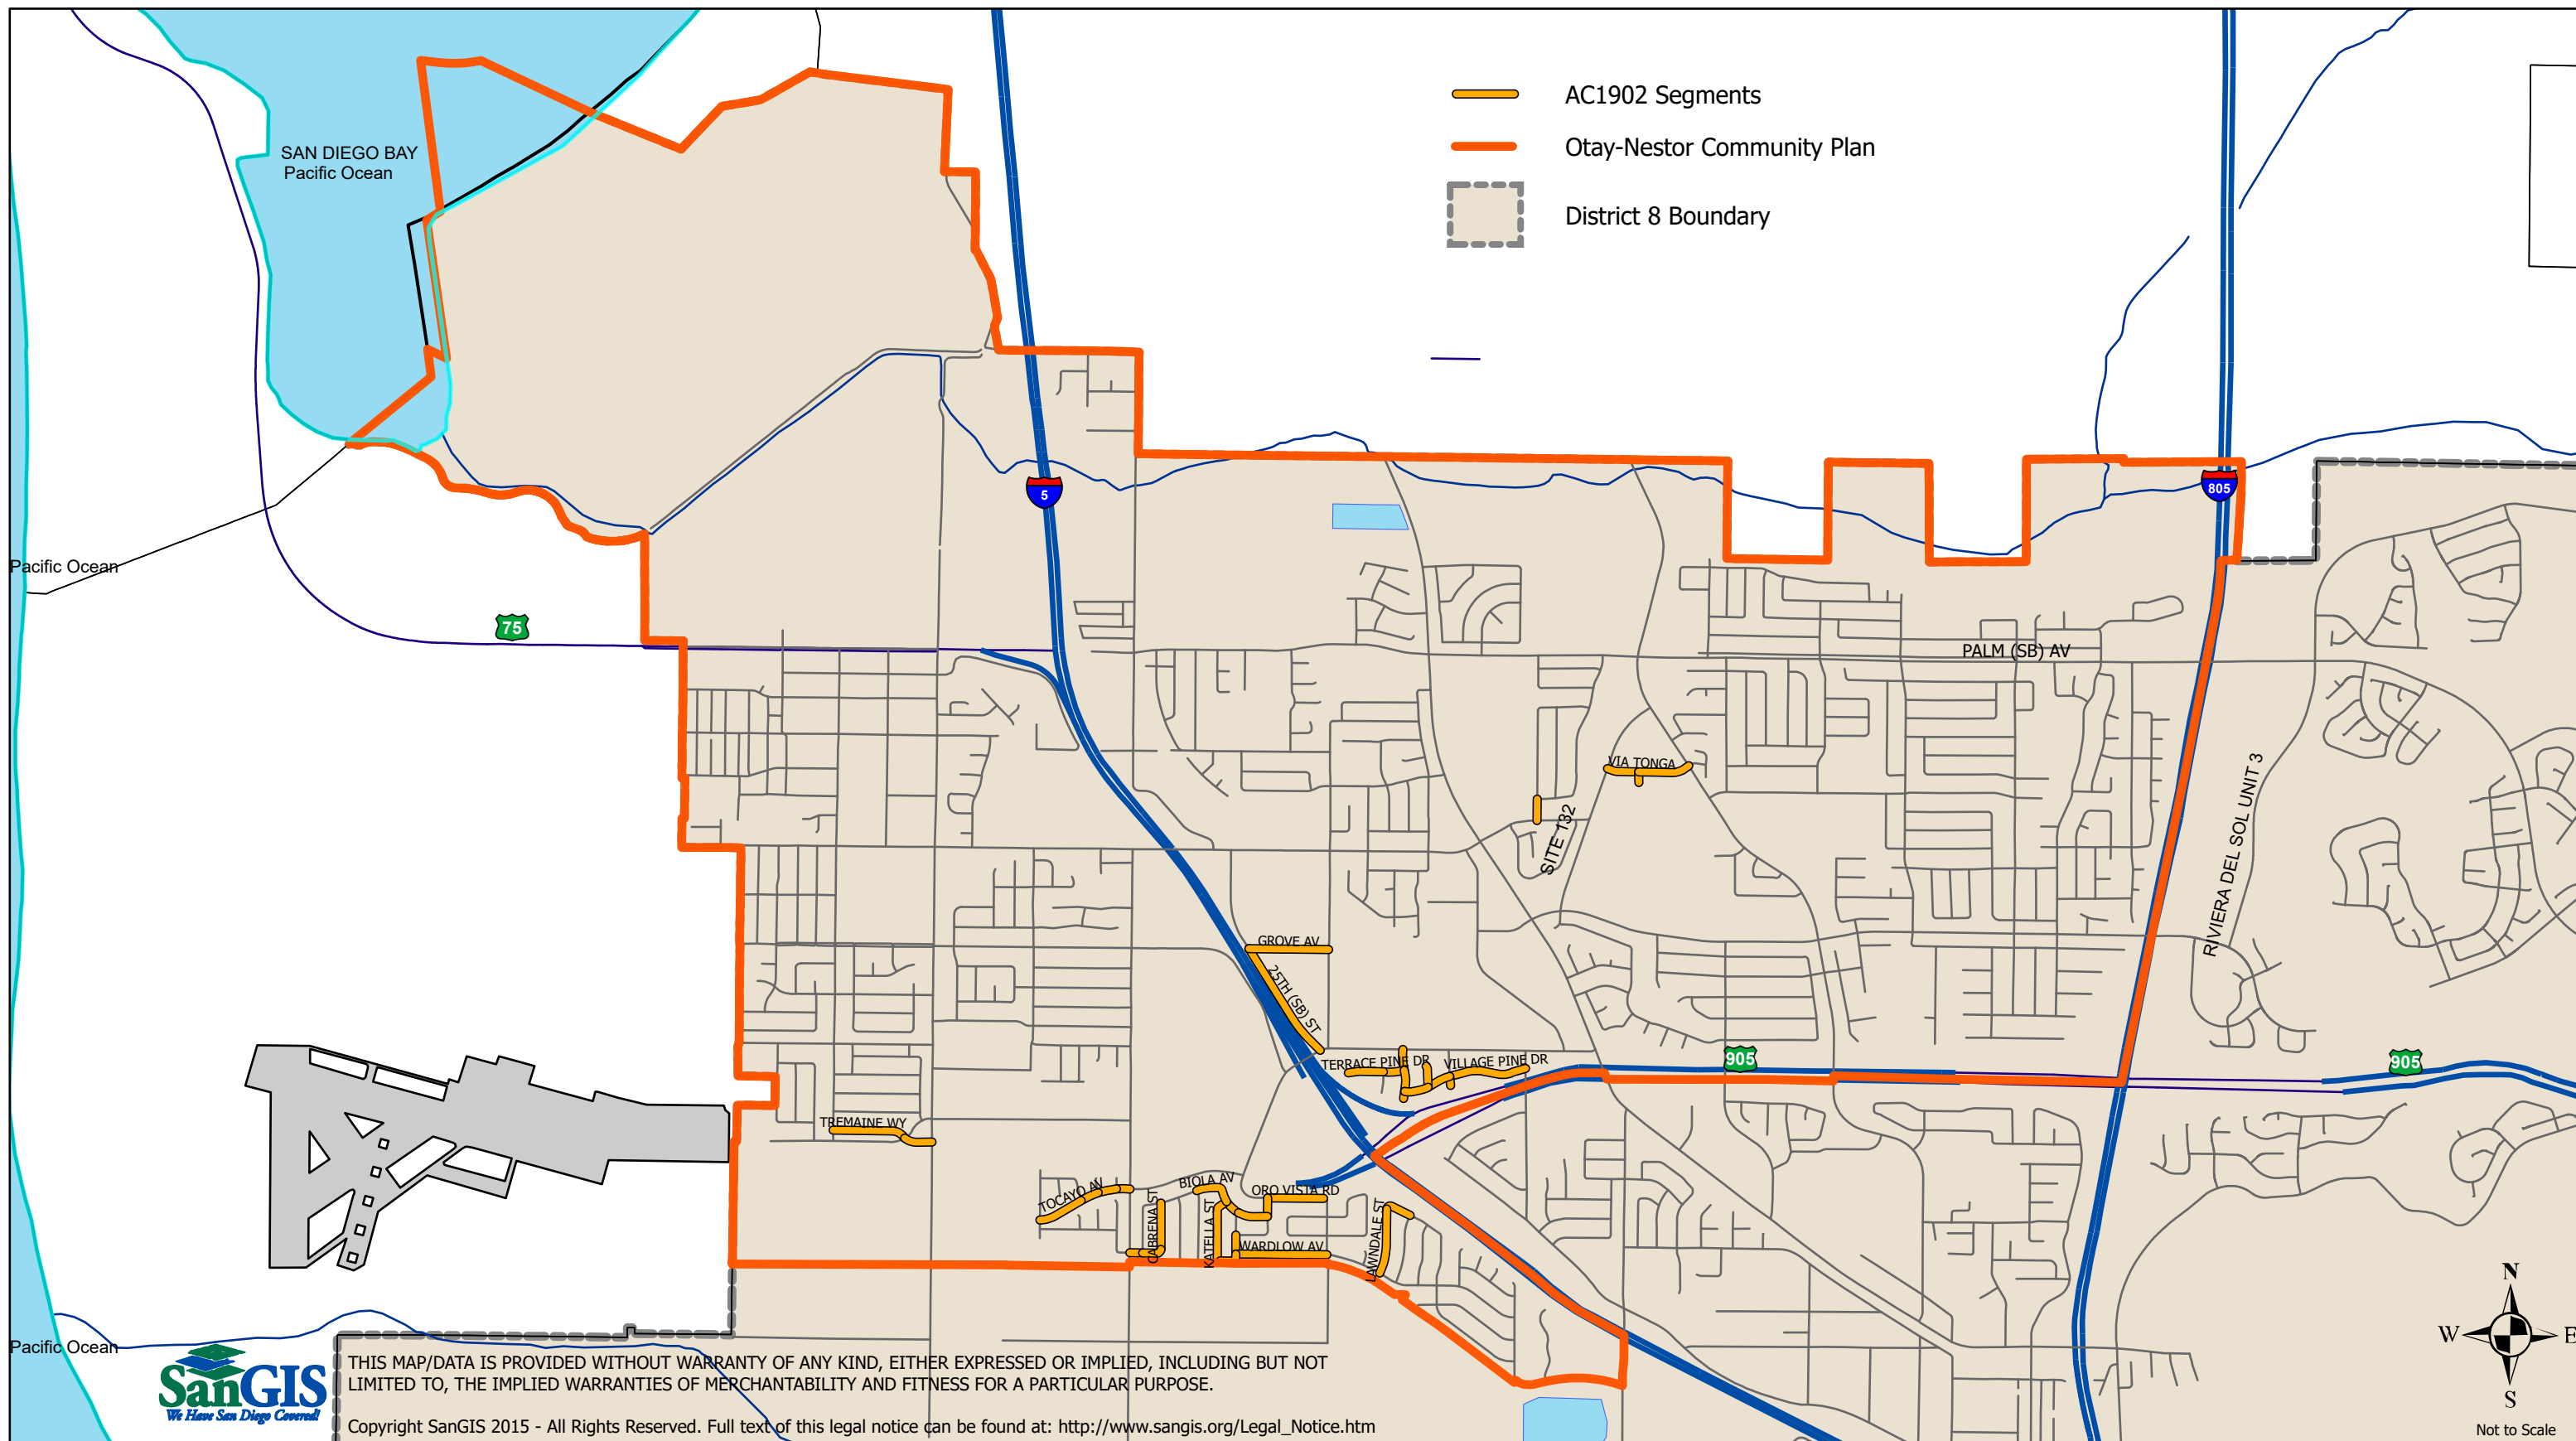 AC1902 Segments
Otay-Nestor Community Plan
District 8 Boundary
SAN DIEGO BAY
Pacific Ocean
5
805
Pacific Ocean
75
PALM (SB) AV
VIA TONGA
SITE 132
RIVIERA DEL SOL UNIT 3
GROVE AV
25TH (SB) ST
TERRACE PINE DR
VILLAGE PINE DR
905
905
TREMAINE WY
TOCAYO AV
CABRENA ST
BIOLA AV
KATELLA ST
ORO VISTA RD
WARDLOW AV
LAWNDALE ST
Pacific Ocean
SanGIS
We Have San Diego Covered!
THIS MAP/DATA IS PROVIDED WITHOUT WARRANTY OF ANY KIND, EITHER EXPRESSED OR IMPLIED, INCLUDING BUT NOT
LIMITED TO, THE IMPLIED WARRANTIES OF MERCHANTABILITY AND FITNESS FOR A PARTICULAR PURPOSE.
Copyright SanGIS 2015 - All Rights Reserved. Full text of this legal notice can be found at: http://www.sangis.org/Legal_Notice.htm
N
W
E
S
Not to Scale